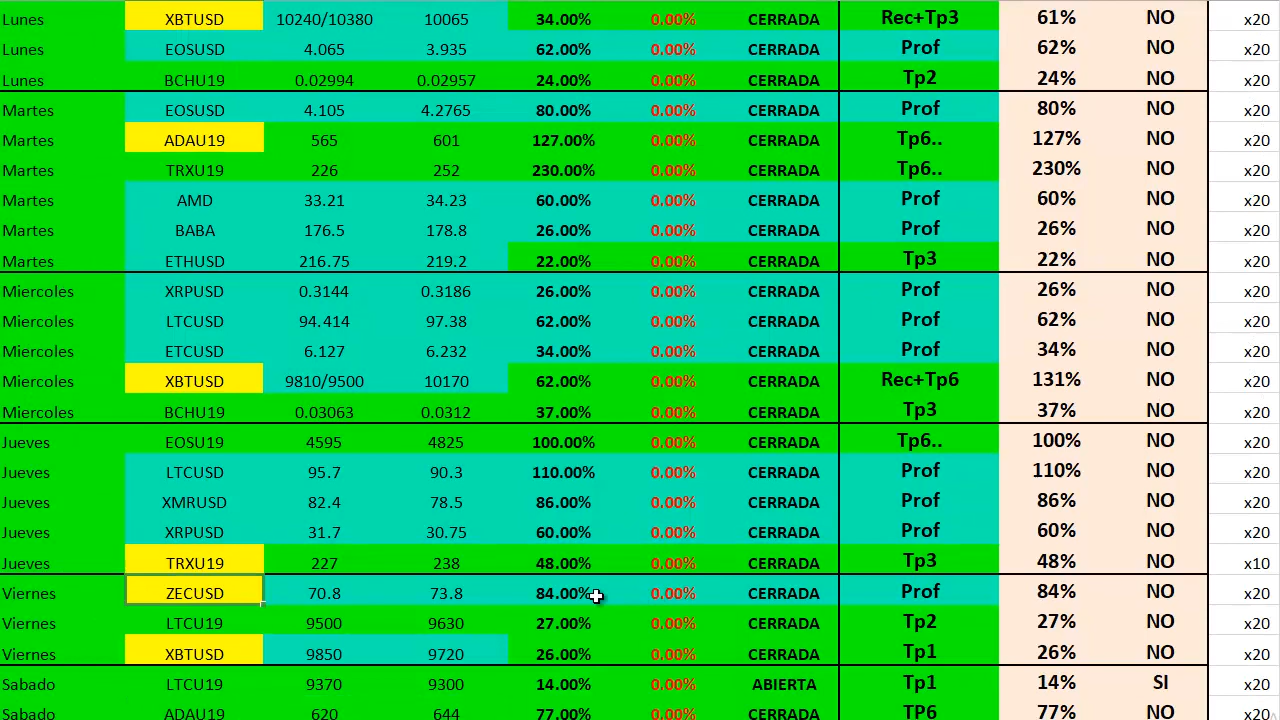 Lunes XBTUSD 10240/10380 10065 34.00% 0.00% CERRADA Rec+Tp3 61% NO x20
Lunes EOSUSD 4.065 3.935 62.00% 0.00% CERRADA Prof 62% NO x20
Lunes BCHU19 0.02994 0.02957 24.00% 0.00% CERRADA Tp2 24% NO x20
Martes EOSUSD 4.105 4.2765 80.00% 0.00% CERRADA Prof 80% NO x20
Martes ADAU19 565 601 127.00% 0.00% CERRADA Tp6.. 127% NO x20
Martes TRXU19 226 252 230.00% 0.00% CERRADA Tp6.. 230% NO x20
Martes AMD 33.21 34.23 60.00% 0.00% CERRADA Prof 60% NO x20
Martes BABA 176.5 178.8 26.00% 0.00% CERRADA Prof 26% NO x20
Martes ETHUSD 216.75 219.2 22.00% 0.00% CERRADA Tp3 22% NO x20
Miercoles XRPUSD 0.3144 0.3186 26.00% 0.00% CERRADA Prof 26% NO x20
Miercoles LTCUSD 94.414 97.38 62.00% 0.00% CERRADA Prof 62% NO x20
Miercoles ETCUSD 6.127 6.232 34.00% 0.00% CERRADA Prof 34% NO x20
Miercoles XBTUSD 9810/9500 10170 62.00% 0.00% CERRADA Rec+Tp6 131% NO x20
Miercoles BCHU19 0.03063 0.0312 37.00% 0.00% CERRADA Tp3 37% NO x20
Jueves EOSU19 4595 4825 100.00% 0.00% CERRADA Tp6.. 100% NO x20
Jueves LTCUSD 95.7 90.3 110.00% 0.00% CERRADA Prof 110% NO x20
Jueves XMRUSD 82.4 78.5 86.00% 0.00% CERRADA Prof 86% NO x20
Jueves XRPUSD 31.7 30.75 60.00% 0.00% CERRADA Prof 60% NO x20
Jueves TRXU19 227 238 48.00% 0.00% CERRADA Tp3 48% NO x10
Viernes ZECUSD 70.8 73.8 84.00% 0.00% CERRADA Prof 84% NO x20
Viernes LTCU19 9500 9630 27.00% 0.00% CERRADA Tp2 27% NO x20
Viernes XBTUSD 9850 9720 26.00% 0.00% CERRADA Tp1 26% NO x20
Sabado LTCU19 9370 9300 14.00% 0.00% ABIERTA Tp1 14% SI x20
Sabado ADAU19 620 644 77.00% 0.00% CERRADA TP6 77% NO x20